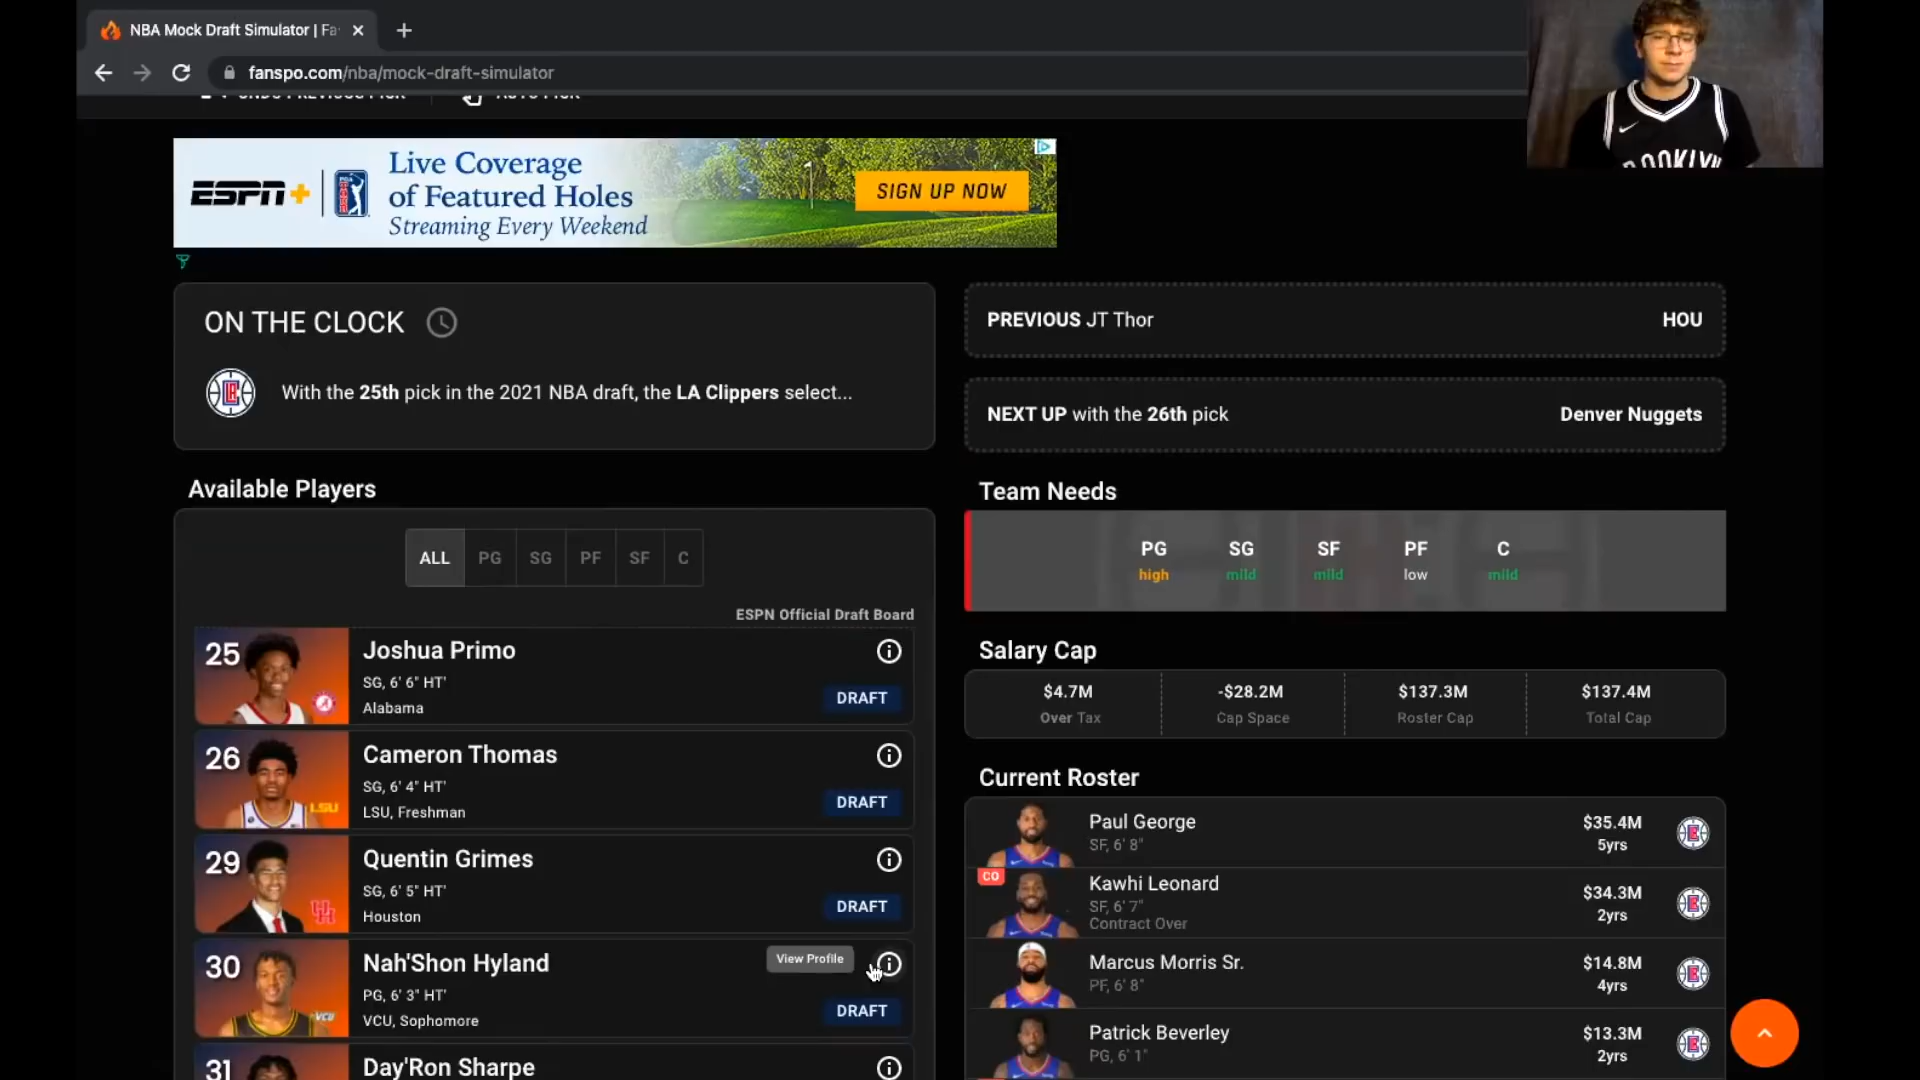 NBA Mock Draft Simulator | Fa
fanspo.com/nba/mock-draft-simulator
ESPN+
Live Coverage
of Featured Holes
Streaming Every Weekend
SIGN UP NOW
ON THE CLOCK
With the 25th pick in the 2021 NBA draft, the LA Clippers select...
PREVIOUS JT Thor
HOU
NEXT UP with the 26th pick
Denver Nuggets
Available Players
ALL PG SG PF SF C
ESPN Official Draft Board
25
Joshua Primo
SG, 6' 6" HT'
Alabama
DRAFT
26
LSU
Cameron Thomas
SG, 6' 4" HT'
LSU, Freshman
DRAFT
29
Quentin Grimes
SG, 6' 5" HT'
Houston
DRAFT
30
VCU
Nah'Shon Hyland
PG, 6' 3" HT'
VCU, Sophomore
View Profile
DRAFT
31
Day'Ron Sharpe
Team Needs
PG SG SF PF C
high mild mild low mild
Salary Cap
$4.7M -$28.2M $137.3M $137.4M
Over Tax Cap Space Roster Cap Total Cap
Current Roster
Paul George
SF, 6' 8"
$35.4M
5yrs
CO
Kawhi Leonard
SF, 6' 7"
Contract Over
$34.3M
2yrs
Marcus Morris Sr.
PF, 6' 8"
$14.8M
4yrs
Patrick Beverley
PG, 6' 1"
$13.3M
2yrs